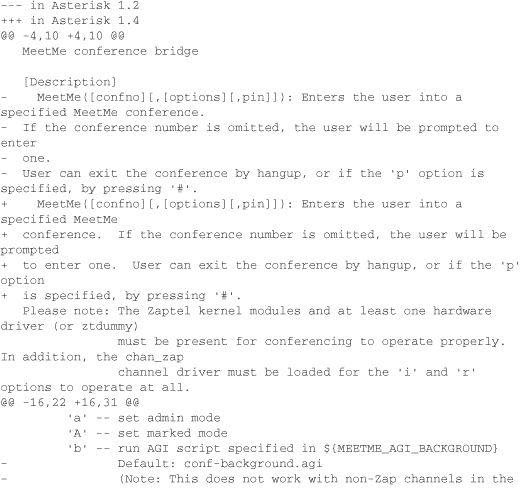 --- in Asterisk 1.2
+++ in Asterisk 1.4
@@ -4,10 +4,10 @@
   MeetMe conference bridge

   [Description]
-    MeetMe([confno][,[options][,pin]]): Enters the user into a
specified MeetMe conference.
-  If the conference number is omitted, the user will be prompted to
enter
-  one.
-  User can exit the conference by hangup, or if the 'p' option is
specified, by pressing '#'.
+    MeetMe([confno][,[options][,pin]]): Enters the user into a
specified MeetMe
+  conference.  If the conference number is omitted, the user will be
prompted
+  to enter one.  User can exit the conference by hangup, or if the 'p'
option
+  is specified, by pressing '#'.
   Please note: The Zaptel kernel modules and at least one hardware
driver (or ztdummy)
                must be present for conferencing to operate properly.
In addition, the chan_zap
                channel driver must be loaded for the 'i' and 'r'
options to operate at all.
@@ -16,22 +16,31 @@
         'a' -- set admin mode
         'A' -- set marked mode
         'b' -- run AGI script specified in ${MEETME_AGI_BACKGROUND}
-               Default: conf-background.agi
-               (Note: This does not work with non-Zap channels in the